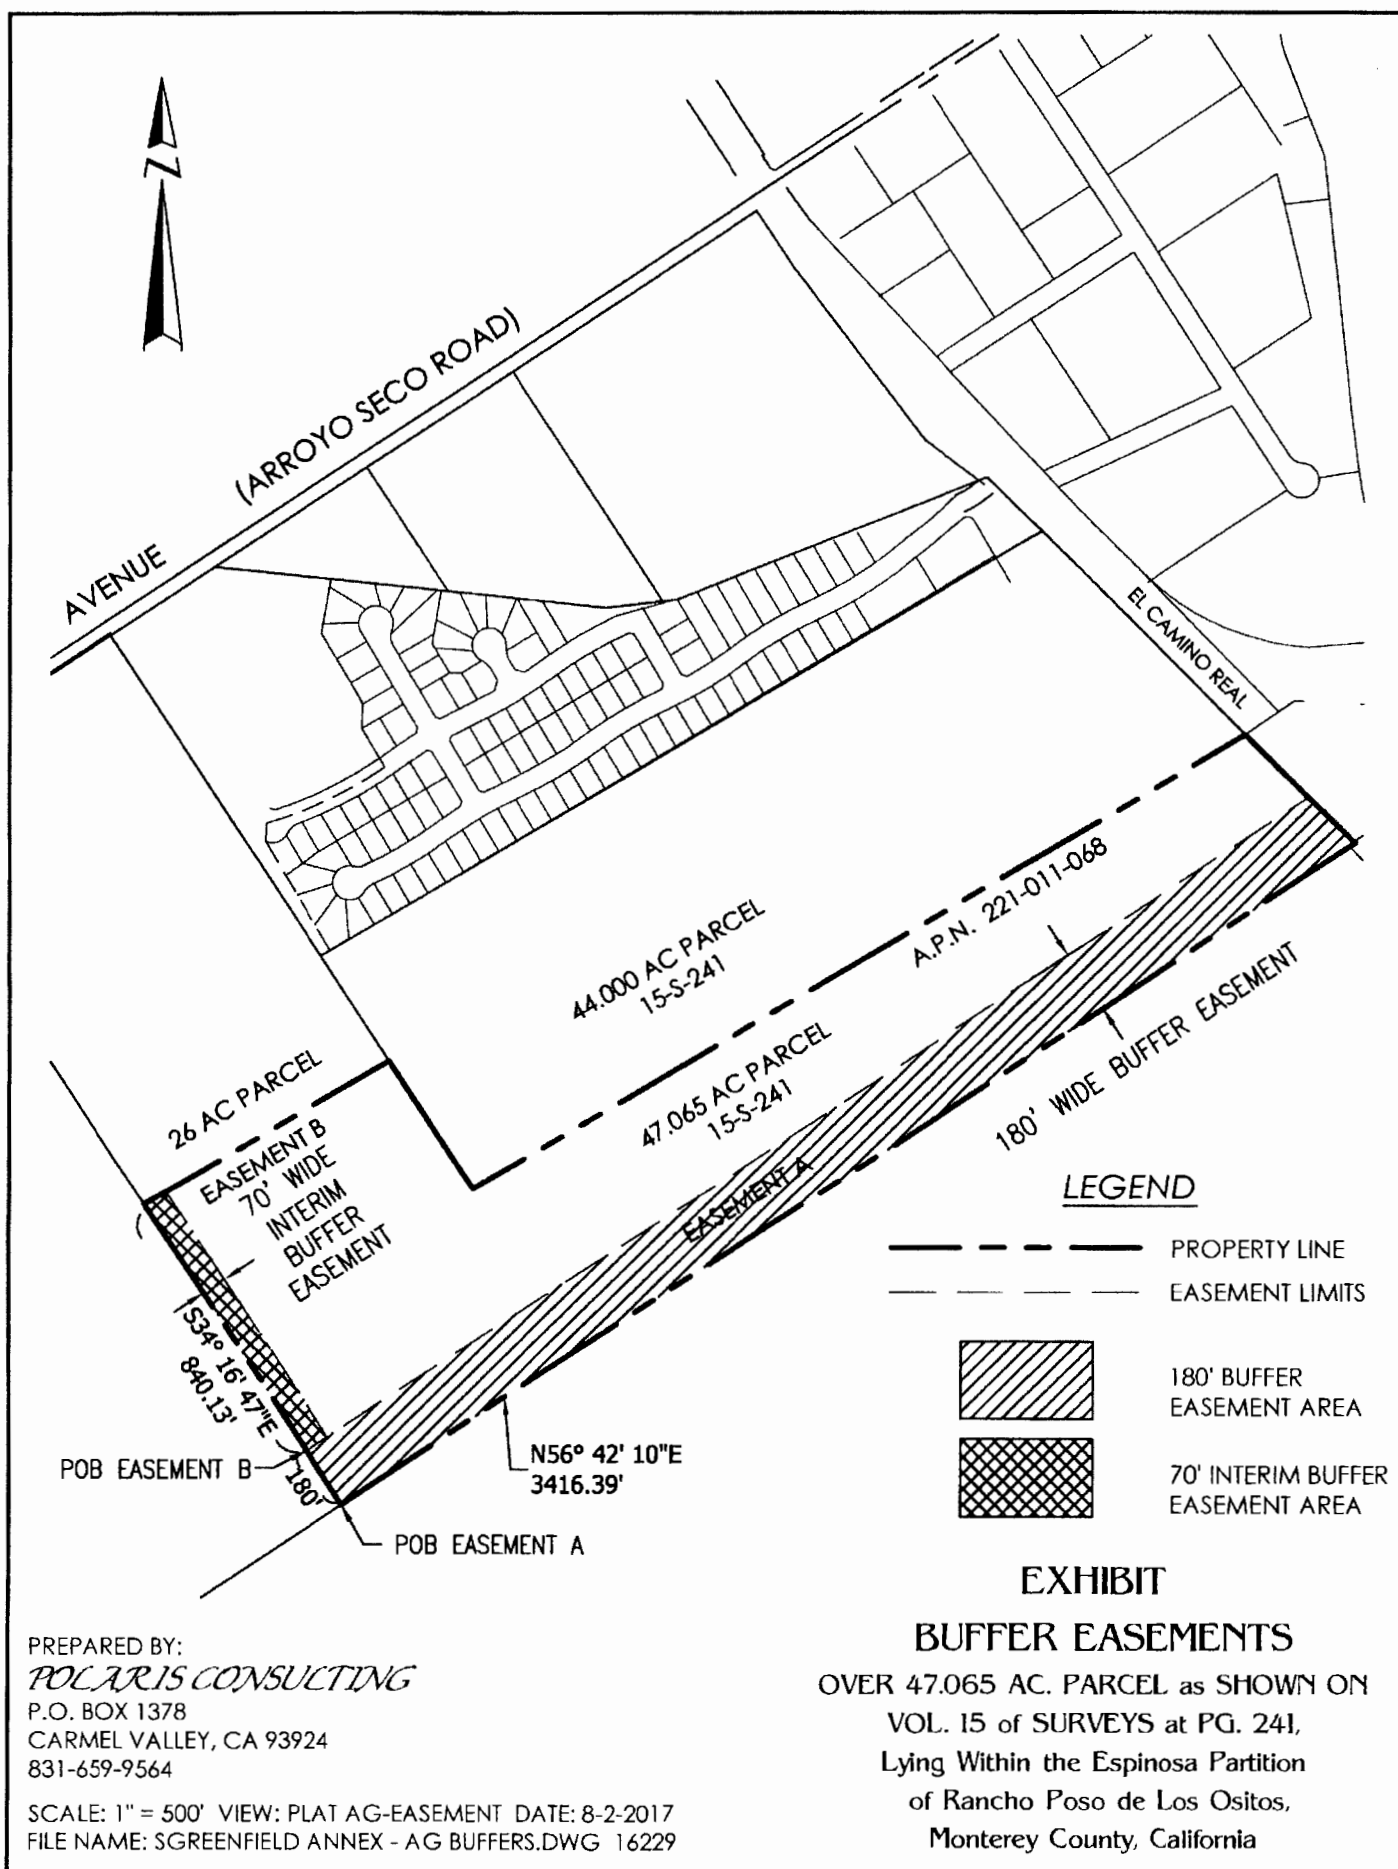 N
(ARROYO SECO ROAD)
AVENUE
EL CAMINO REAL
A.P.N. 221-011-068
44.000 AC PARCEL
15-S-241
47.065 AC PARCEL
15-S-241
26 AC PARCEL
EASEMENT B
70' WIDE
INTERIM
BUFFER
EASEMENT
EASEMENT A
180' WIDE BUFFER EASEMENT
S34° 16' 47"E
840.13'
180'
POB EASEMENT B
N56° 42' 10"E
3416.39'
POB EASEMENT A
LEGEND
PROPERTY LINE
EASEMENT LIMITS
180' BUFFER
EASEMENT AREA
70' INTERIM BUFFER
EASEMENT AREA
EXHIBIT
BUFFER EASEMENTS
OVER 47.065 AC. PARCEL as SHOWN ON
VOL. 15 of SURVEYS at PG. 241,
Lying Within the Espinosa Partition
of Rancho Poso de Los Ositos,
Monterey County, California
PREPARED BY:
POLARIS CONSULTING
P.O. BOX 1378
CARMEL VALLEY, CA 93924
831-659-9564
SCALE: 1" = 500' VIEW: PLAT AG-EASEMENT DATE: 8-2-2017
FILE NAME: SGREENFIELD ANNEX - AG BUFFERS.DWG 16229